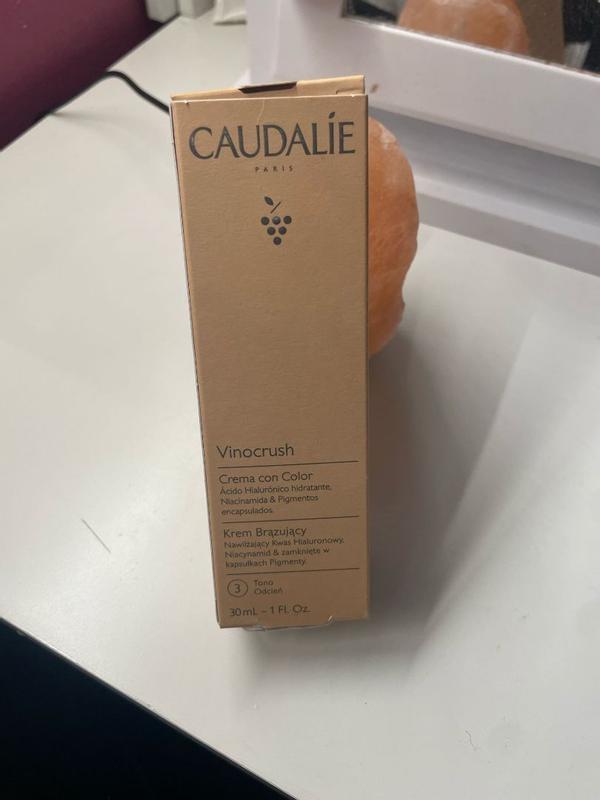 CAUDALÍE
PARIS
Vinocrush
Crema con Color
Ácido Hialurónico hidratante,
Niacinamida & Pigmentos
encapsulados.
Krem Brązujący
Nawilżający Kwas Hialuronowy,
Niacynamid & zamknięte w
kapsułkach Pigmenty.
3 Tono
Odcień
30 mL – 1 Fl. Oz.